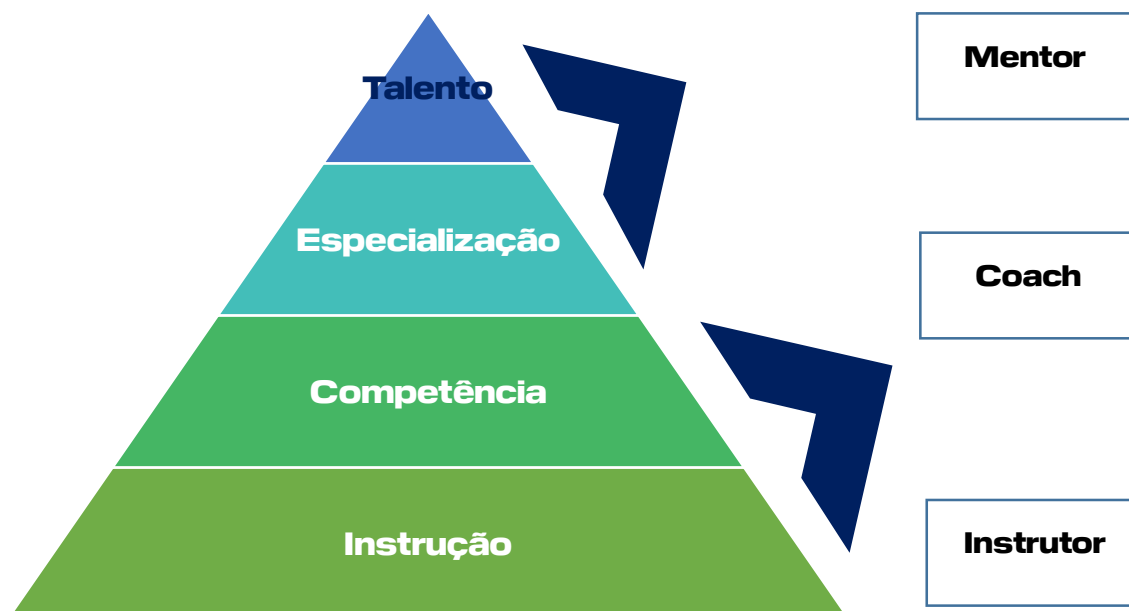 Talento
Especialização
Competência
Instrução
Mentor
Coach
Instrutor